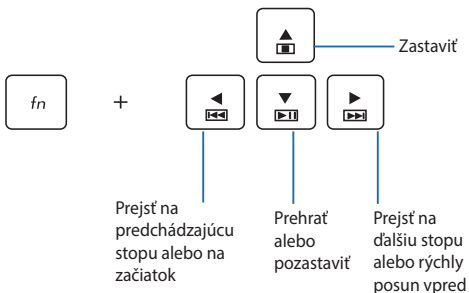 Zastaviť
fn
+
Prejsť na
predchádzajúcu
stopu alebo na
začiatok
Prehrať
alebo
pozastaviť
Prejsť na
ďalšiu stopu
alebo rýchly
posun vpred